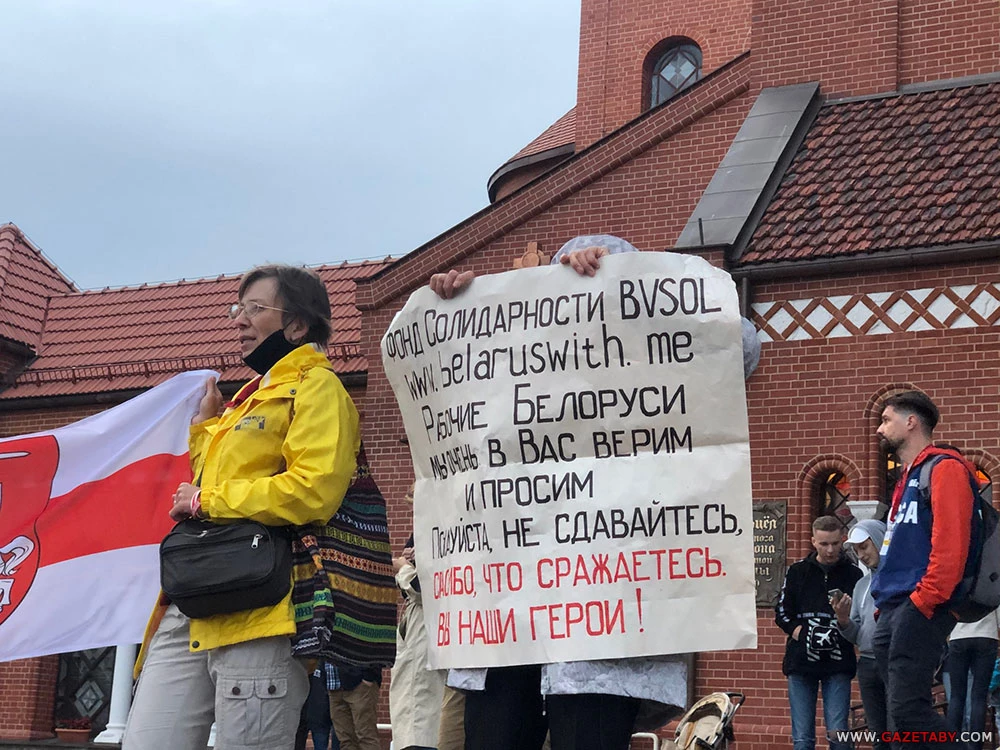 Фонд Солидарности BVSOL
www.belaruswith.me
Рабочие Белоруси
мы очень в Вас верим
и просим
Пожалуйста, не сдавайтесь,
спасибо, что сражаетесь.
Вы наши герои!
WWW.GAZETABY.COM